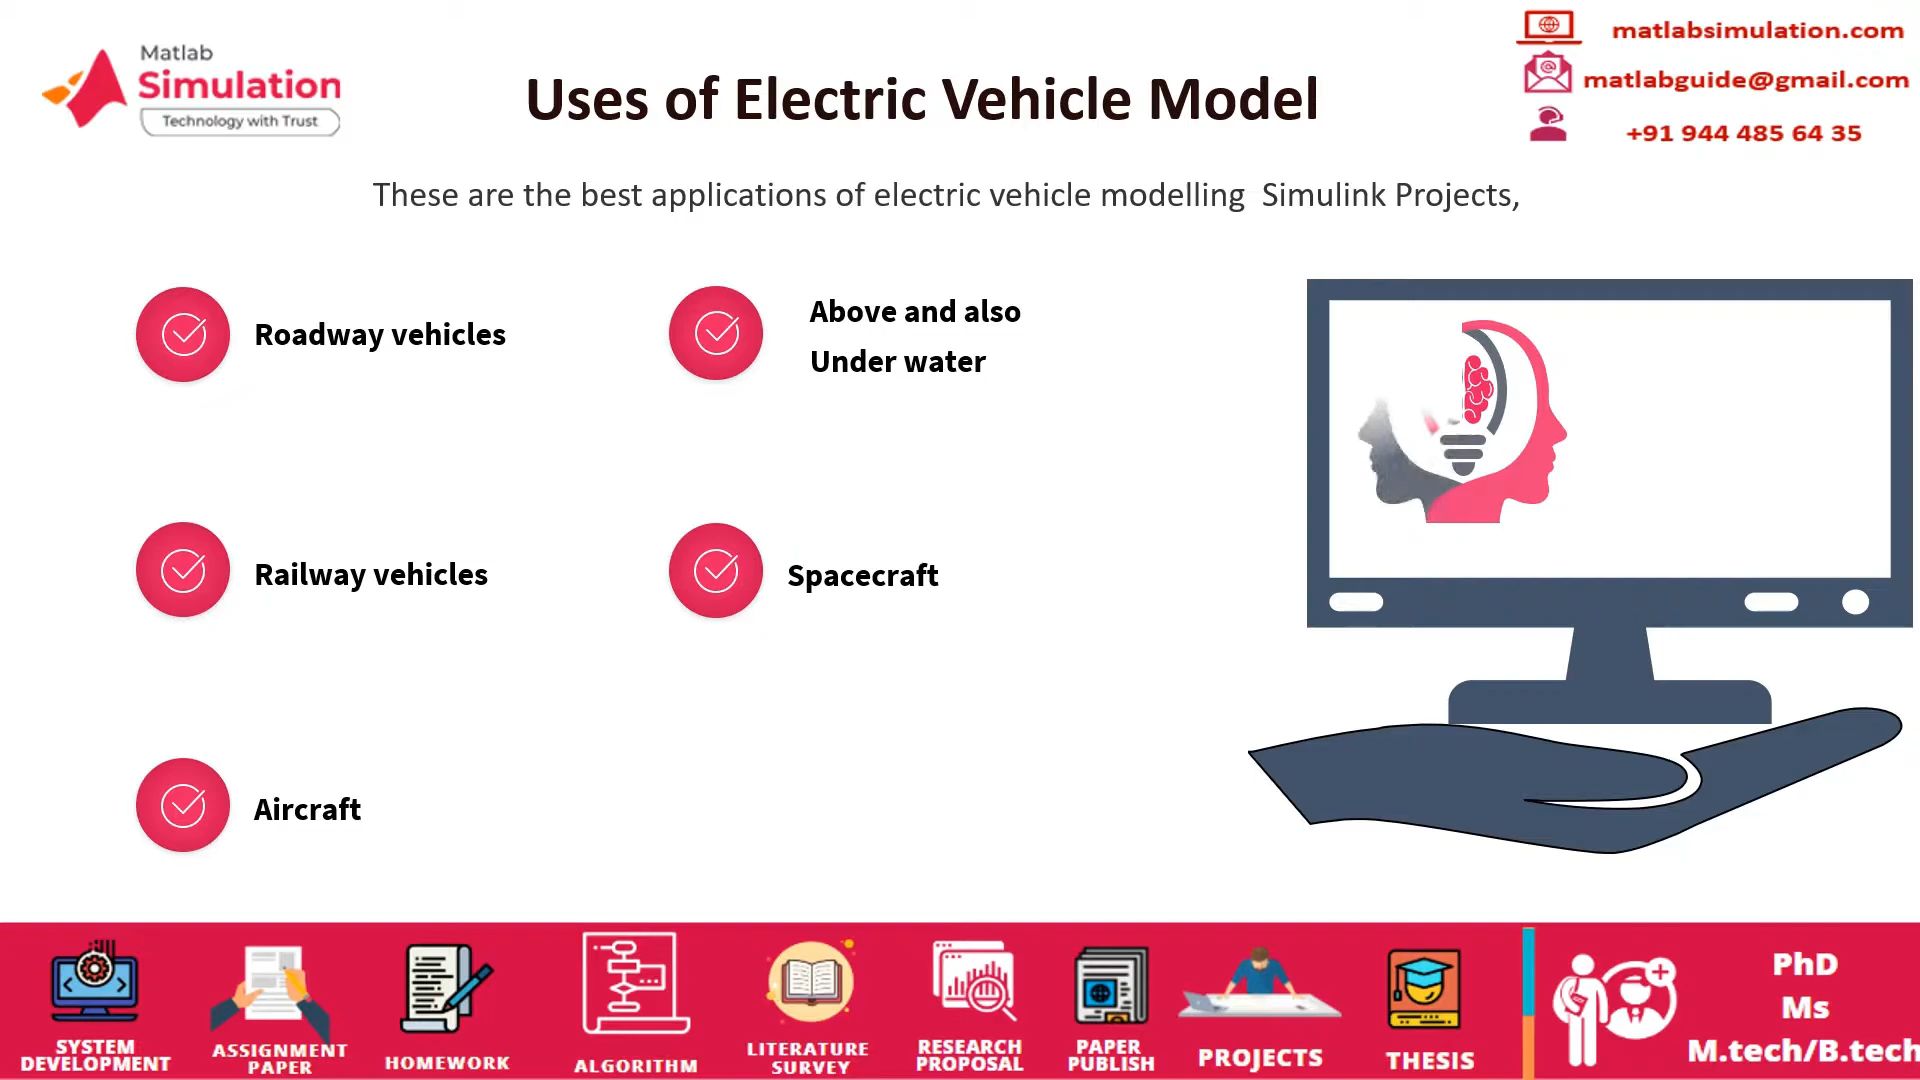 Matlab
Simulation
Technology with Trust
Uses of Electric Vehicle Model
matlabsimulation.com
matlabguide@gmail.com
+91 944 485 64 35
These are the best applications of electric vehicle modelling  Simulink Projects,
Roadway vehicles
Above and also
Under water
Railway vehicles
Spacecraft
Aircraft
SYSTEM
DEVELOPMENT
ASSIGNMENT
PAPER
HOMEWORK
ALGORITHM
LITERATURE
SURVEY
RESEARCH
PROPOSAL
PAPER
PUBLISH
PROJECTS
THESIS
PhD
Ms
M.tech/B.tech